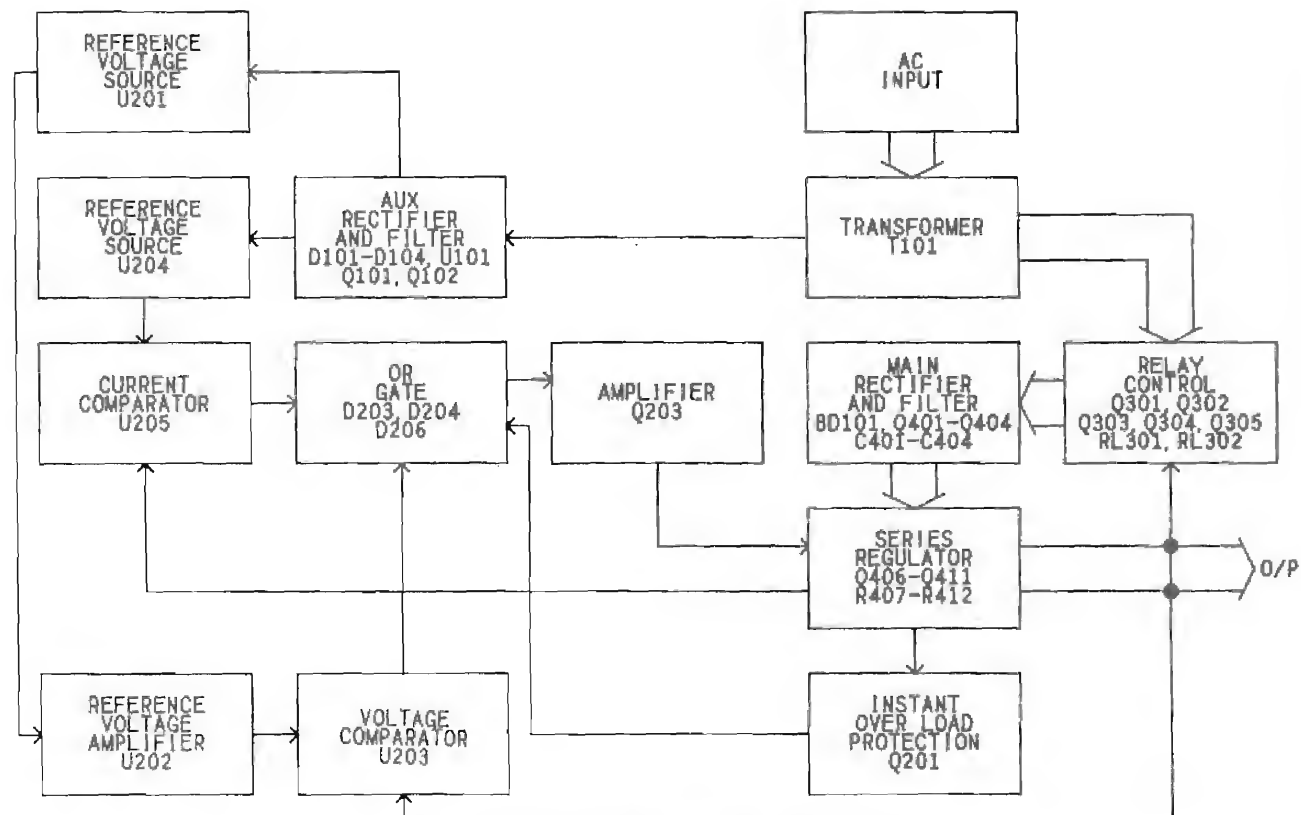 REFERENCE
VOLTAGE
SOURCE
U201
AC
INPUT
REFERENCE
VOLTAGE
SOURCE
U204
AUX
RECTIFIER
AND FILTER
D101-D104, U101
Q101, Q102
TRANSFORMER
T101
CURRENT
COMPARATOR
U205
OR
GATE
D203, D204
D206
AMPLIFIER
Q203
MAIN
RECTIFIER
AND FILTER
BD101, Q401-Q404
C401-C404
RELAY
CONTROL
Q301, Q302
Q303, Q304, Q305
RL301, RL302
SERIES
REGULATOR
Q406-Q411
R407-R412
O/P
REFERENCE
VOLTAGE
AMPLIFIER
U202
VOLTAGE
COMPARATOR
U203
INSTANT
OVER LOAD
PROTECTION
Q201